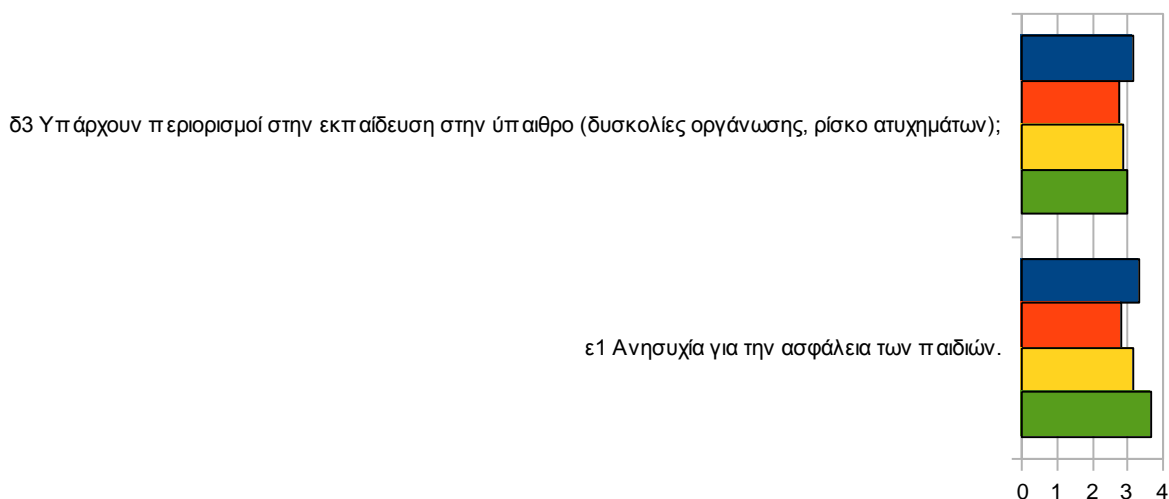 δ3 Υπάρχουν περιορισμοί στην εκπαίδευση στην ύπαιθρο (δυσκολίες οργάνωσης, ρίσκο ατυχημάτων);
ε1 Ανησυχία για την ασφάλεια των παιδιών.
0 1 2 3 4